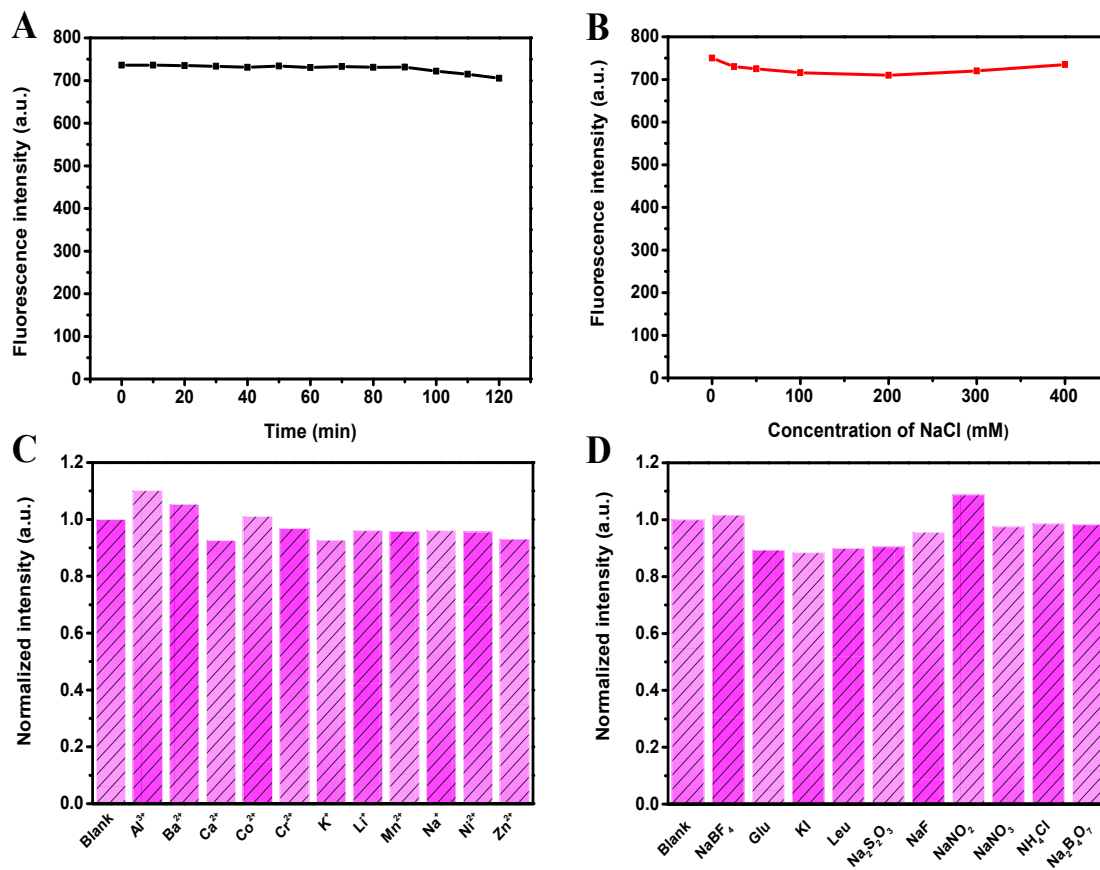 A
Fluorescence intensity (a.u.)
800
700
600
500
400
300
200
100
0
0 20 40 60 80 100 120
Time (min)
B
Fluorescence intensity (a.u.)
800
700
600
500
400
300
200
100
0
0 100 200 300 400
Concentration of NaCl (mM)
C
Normalized intensity (a.u.)
1.2
1.0
0.8
0.6
0.4
0.2
0.0
Blank Al³⁺ Ba²⁺ Ca²⁺ Co²⁺ Cr²⁺ K⁺ Li⁺ Mn²⁺ Na⁺ Ni²⁺ Zn²⁺
D
Normalized intensity (a.u.)
1.2
1.0
0.8
0.6
0.4
0.2
0.0
Blank NaBF₄ Glu KI Leu Na₂S₂O₃ NaF NaNO₂ NaNO₃ NH₄Cl Na₂B₄O₇